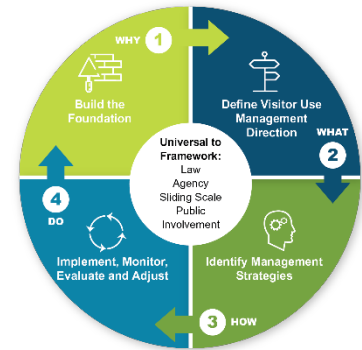 WHY 1
Build the
Foundation
Define Visitor Use
Management
Direction
WHAT
2
Universal to
Framework:
Law
Agency
Sliding Scale
Public
Involvement
4
DO
Implement, Monitor,
Evaluate and Adjust
Identify Management
Strategies
3 HOW